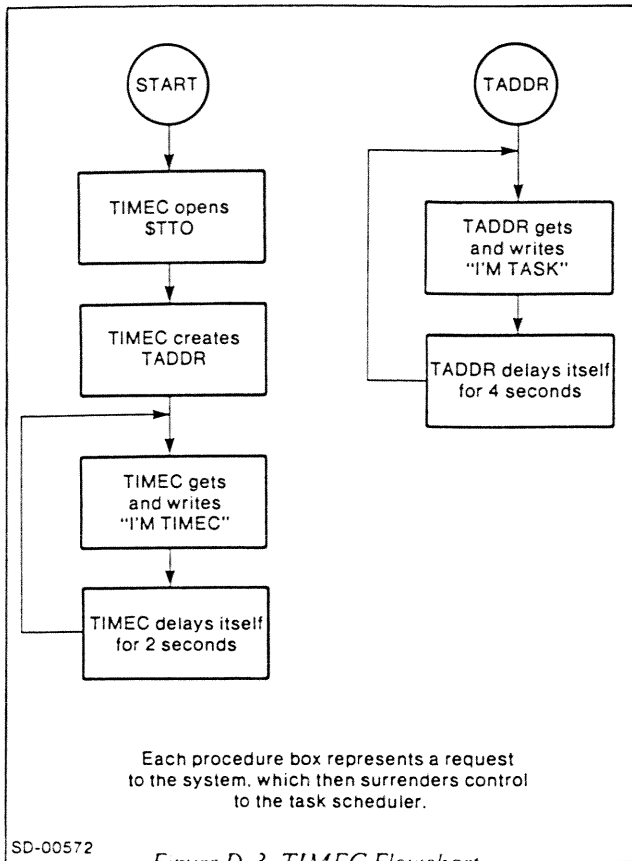 START
TIMEC opens
$TTO
TIMEC creates
TADDR
TIMEC gets
and writes
"I'M TIMEC"
TIMEC delays itself
for 2 seconds
TADDR
TADDR gets
and writes
"I'M TASK"
TADDR delays itself
for 4 seconds
Each procedure box represents a request
to the system, which then surrenders control
to the task scheduler.
SD-00572
Figure D-3. TIMEC Flowchart